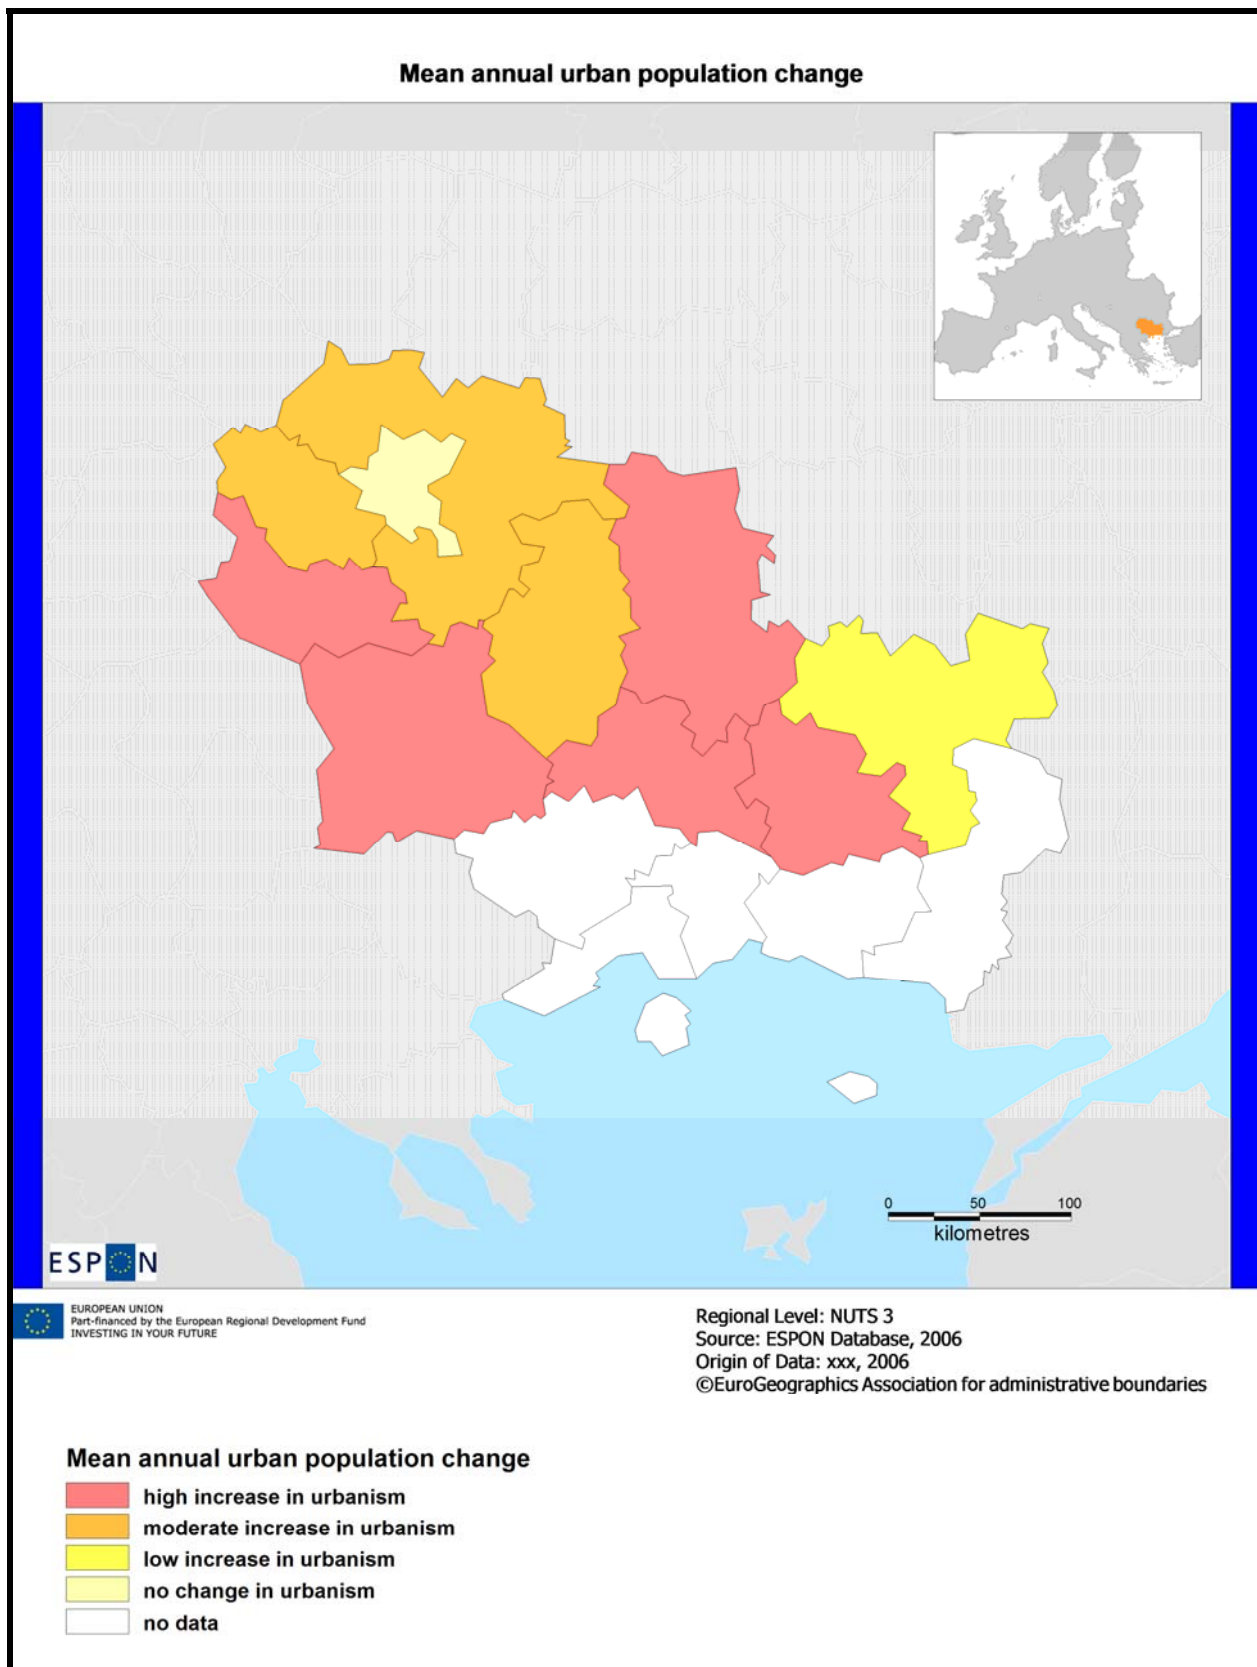 Mean annual urban population change
0 50 100
kilometres
ESPON
EUROPEAN UNION
Part-financed by the European Regional Development Fund
INVESTING IN YOUR FUTURE
Regional Level: NUTS 3
Source: ESPON Database, 2006
Origin of Data: xxx, 2006
©EuroGeographics Association for administrative boundaries
Mean annual urban population change
high increase in urbanism
moderate increase in urbanism
low increase in urbanism
no change in urbanism
no data